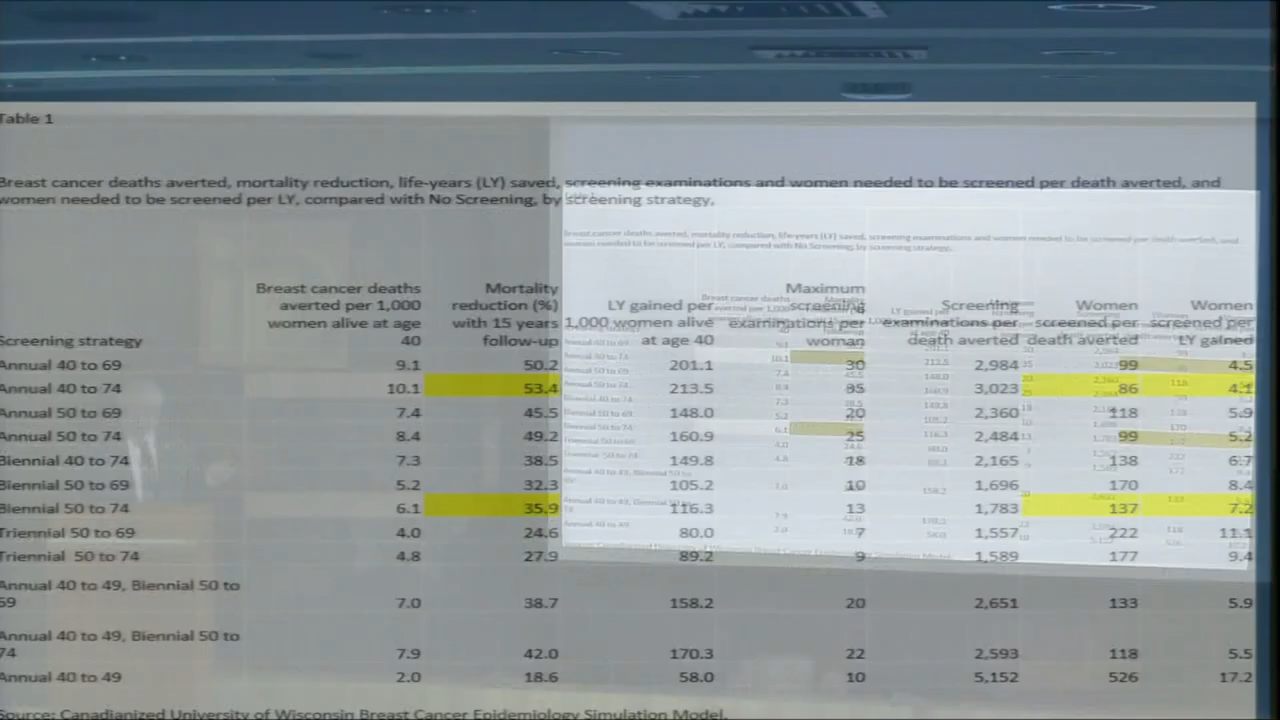 Table 1
Breast cancer deaths averted, mortality reduction, life-years (LY) saved, screening examinations and women needed to be screened per death averted, and
women needed to be screened per LY, compared with No Screening, by screening strategy,
Screening strategy Breast cancer deaths averted per 1,000 women alive at age 40 Mortality reduction (%) with 15 years follow-up LY gained per 1,000 women alive at age 40 Maximum screening examinations per woman Screening examinations per death averted Women screened per death averted Women screened per LY gained
Annual 40 to 69 9.1 50.2 201.1 30 2,984 99 4.5
Annual 40 to 74 10.1 53.4 213.5 35 3,023 86 4.1
Annual 50 to 69 7.4 45.5 148.0 20 2,360 118 5.9
Annual 50 to 74 8.4 49.2 160.9 25 2,484 99 5.2
Biennial 40 to 74 7.3 38.5 149.8 18 2,165 138 6.7
Biennial 50 to 69 5.2 32.3 105.2 10 1,696 170 8.4
Biennial 50 to 74 6.1 35.9 116.3 13 1,783 137 7.2
Triennial 50 to 69 4.0 24.6 80.0 7 1,557 222 11.1
Triennial 50 to 74 4.8 27.9 89.2 9 1,589 177 9.4
Annual 40 to 49, Biennial 50 to
69 7.0 38.7 158.2 20 2,651 133 5.9
Annual 40 to 49, Biennial 50 to
74 7.9 42.0 170.3 22 2,593 118 5.5
Annual 40 to 49 2.0 18.6 58.0 10 5,152 526 17.2
Source: Canadianized University of Wisconsin Breast Cancer Epidemiology Simulation Model.